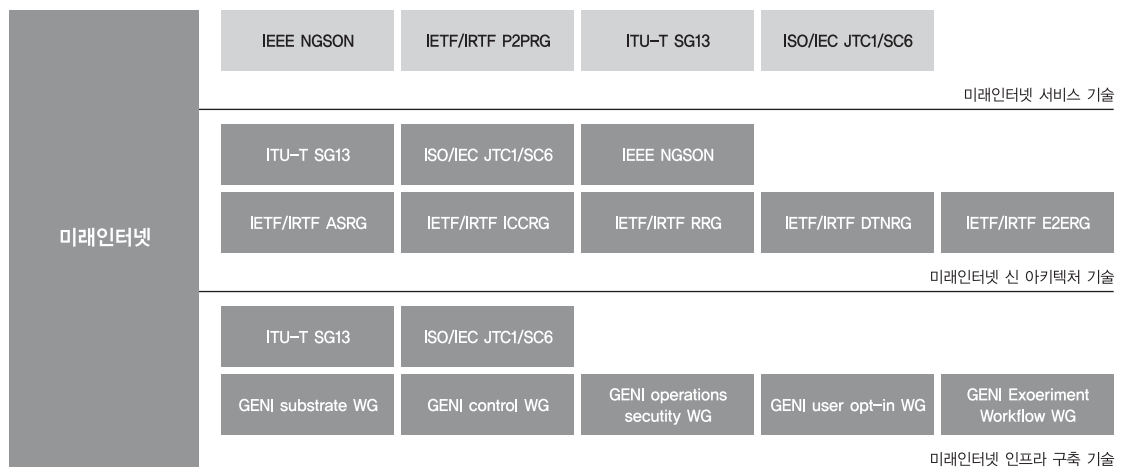 미래인터넷
IEEE NGSON
IETF/IRTF P2PRG
ITU-T SG13
ISO/IEC JTC1/SC6
미래인터넷 서비스 기술
ITU-T SG13
ISO/IEC JTC1/SC6
IEEE NGSON
IETF/IRTF ASRG
IETF/IRTF ICCRG
IETF/IRTF RRG
IETF/IRTF DTNRG
IETF/IRTF E2ERG
미래인터넷 신 아키텍처 기술
ITU-T SG13
ISO/IEC JTC1/SC6
GENI substrate WG
GENI control WG
GENI operations
secutity WG
GENI user opt-in WG
GENI Exoeriment
Workflow WG
미래인터넷 인프라 구축 기술